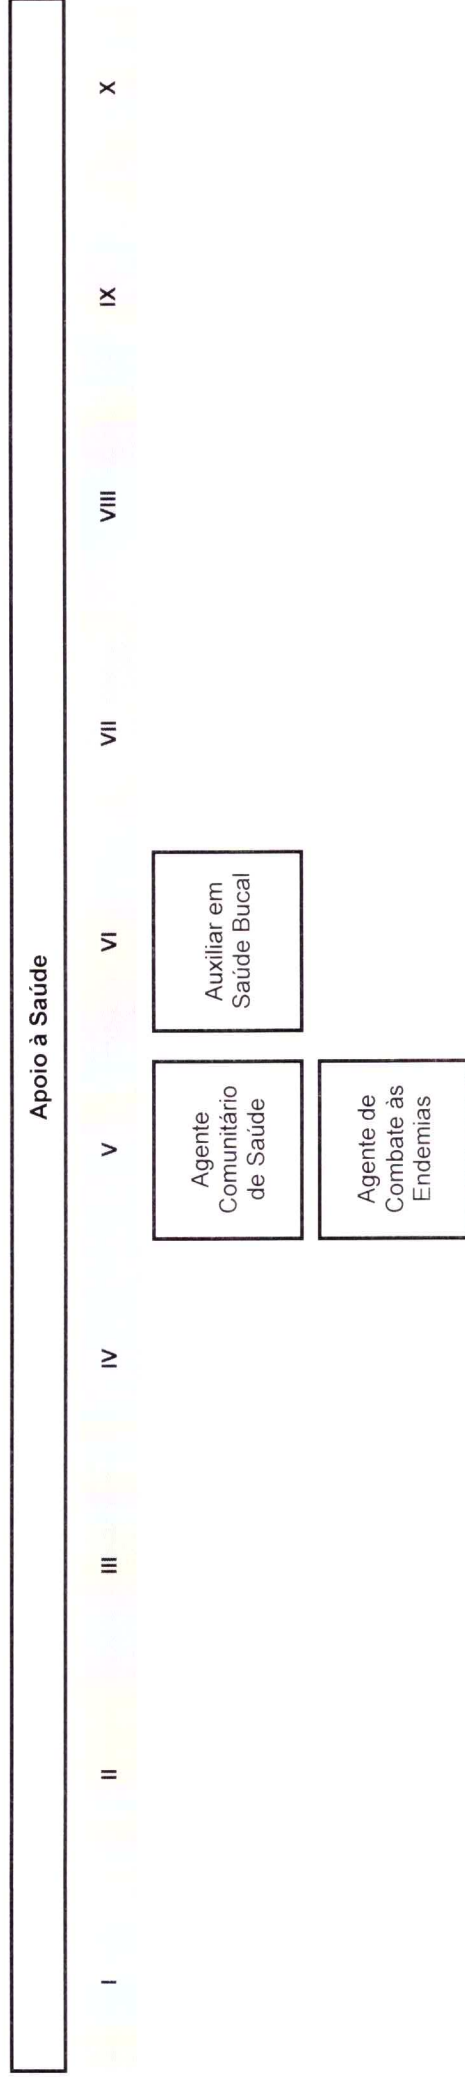 Apoio à Saúde
I II III IV V VI VII VIII IX X
Agente
Comunitário
de Saúde
Auxiliar em
Saúde Bucal
Agente de
Combate às
Endemias